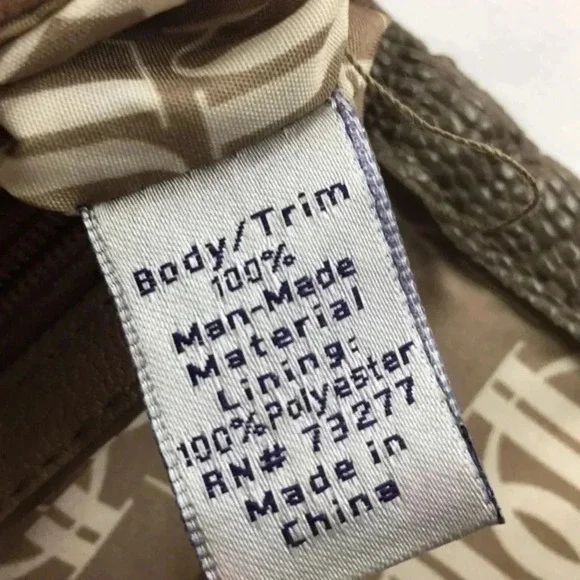 Body/Trim
100%
Man-Made
Material
Lining:
100%Polyester
RN# 73277
Made in
China